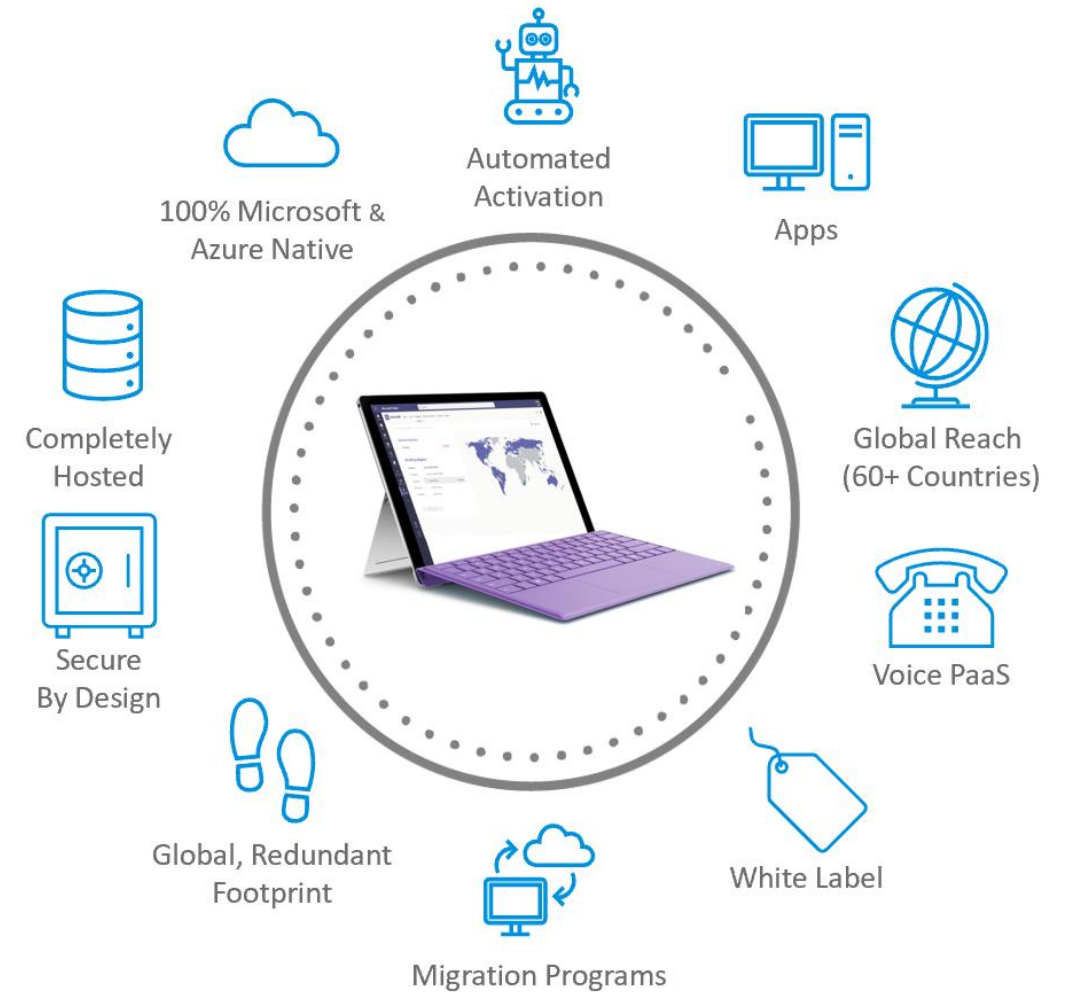 Automated
Activation
Apps
Global Reach
(60+ Countries)
Voice PaaS
White Label
Migration Programs
Global, Redundant
Footprint
Secure
By Design
Completely
Hosted
100% Microsoft &
Azure Native